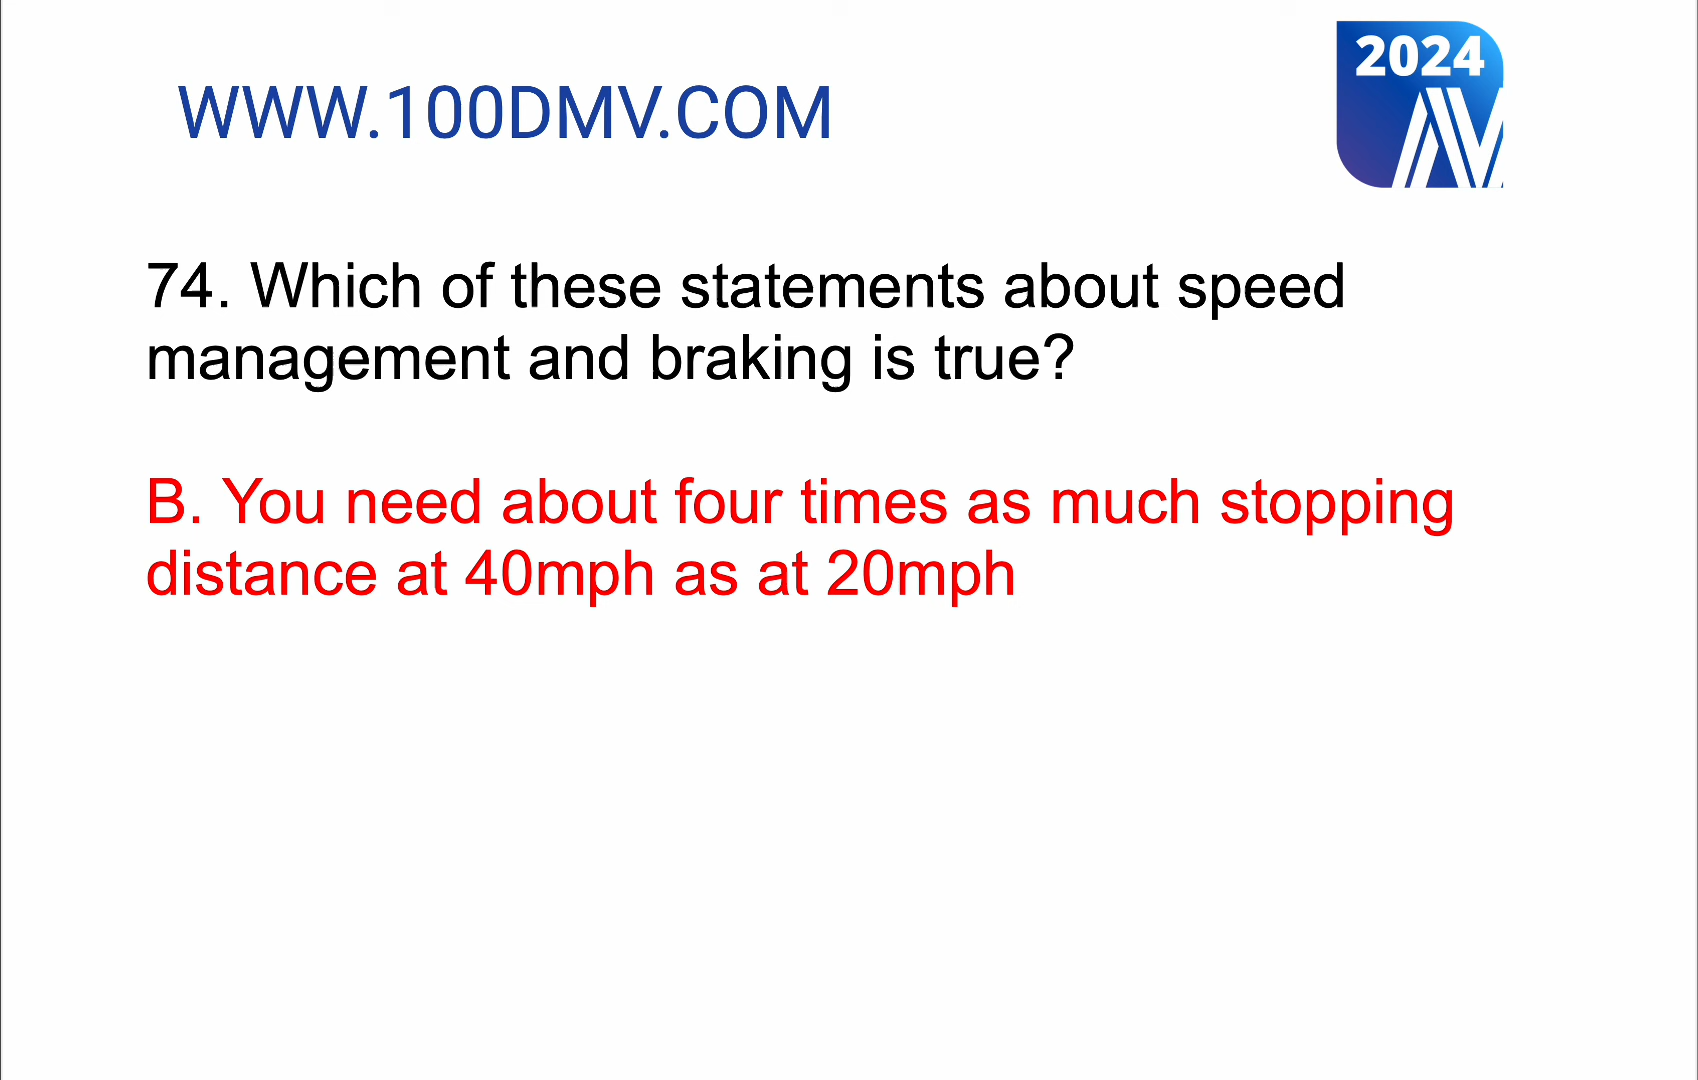 2024
WWW.100DMV.COM
74. Which of these statements about speed
management and braking is true?
B. You need about four times as much stopping
distance at 40mph as at 20mph